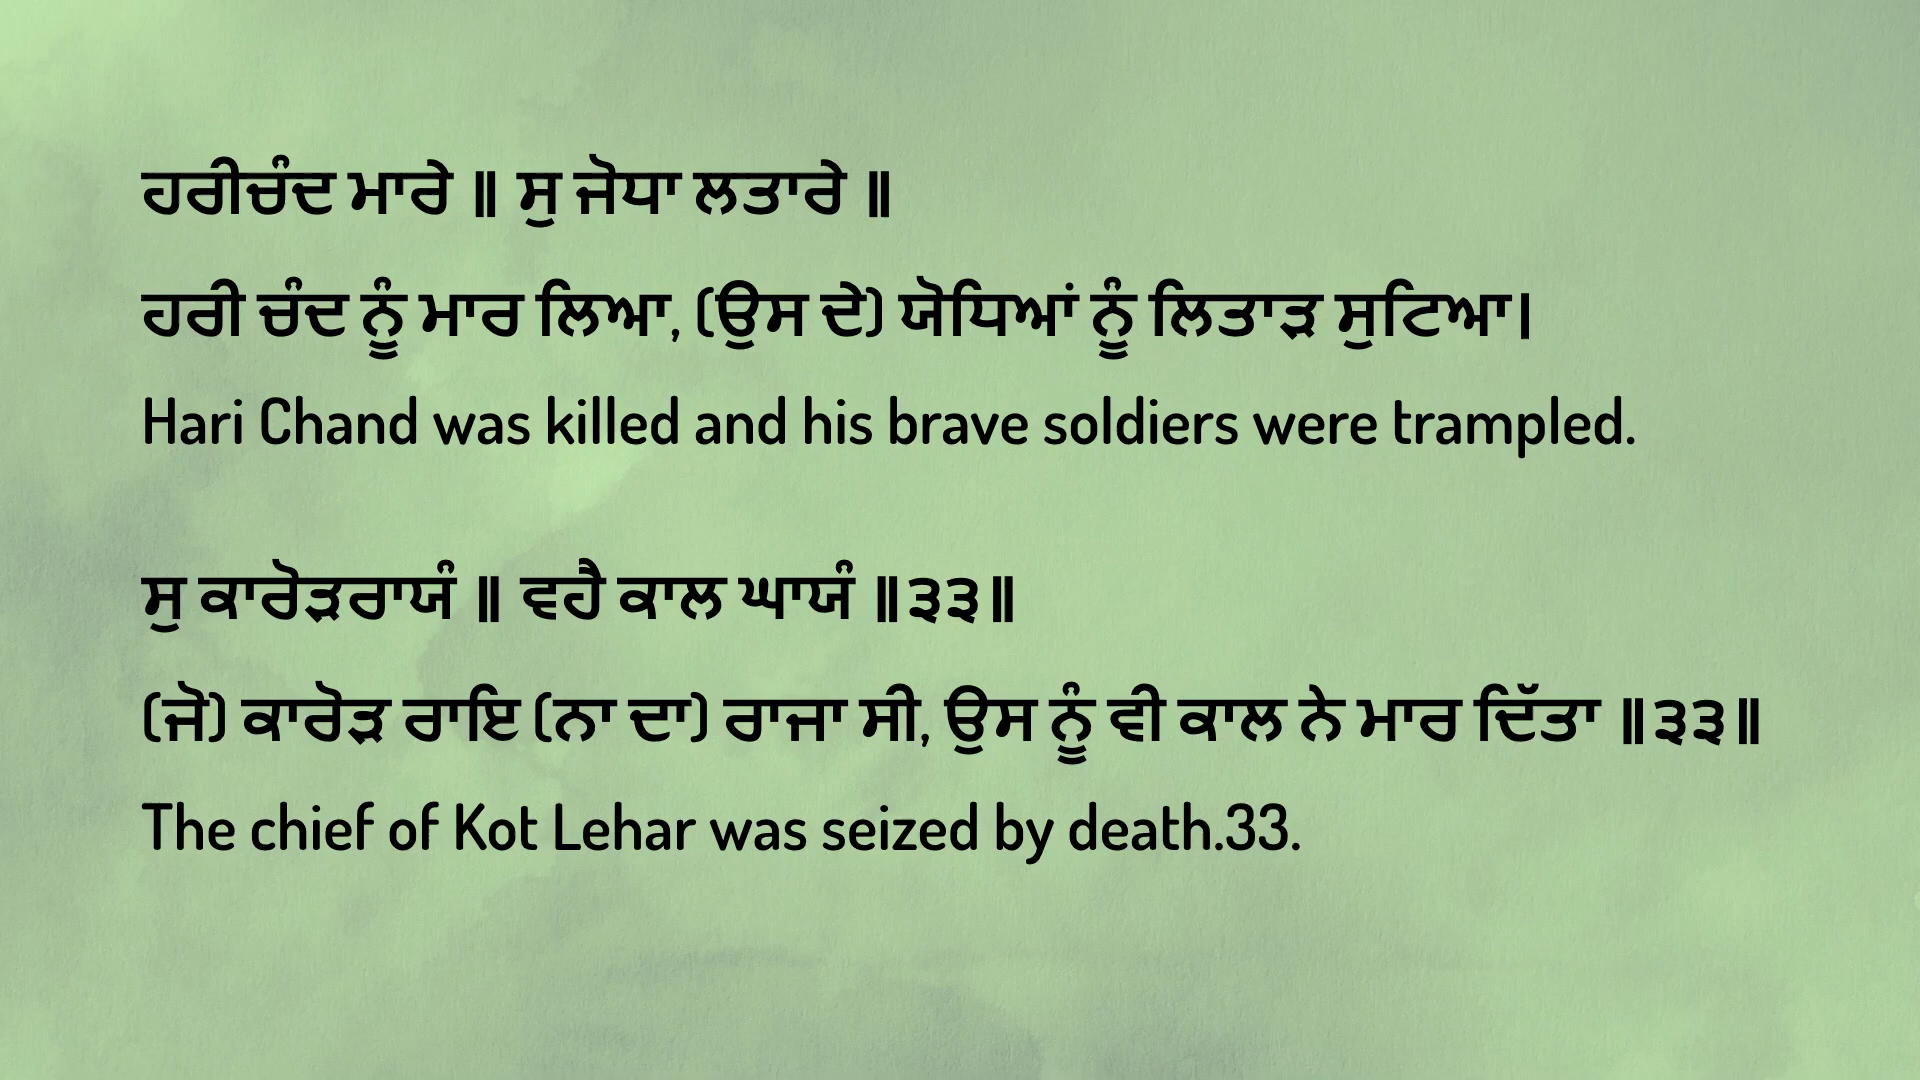 ਹਰੀਚੰਦ ਮਾਰੇ ॥ ਸੁ ਜੋਧਾ ਲਤਾਰੇ ॥
ਹਰੀ ਚੰਦ ਨੂੰ ਮਾਰ ਲਿਆ, (ਉਸ ਦੇ) ਯੋਧਿਆਂ ਨੂੰ ਲਿਤਾੜ ਸੁਟਿਆ।
Hari Chand was killed and his brave soldiers were trampled.
ਸੁ ਕਾਰੋੜਰਾਯੰ ॥ ਵਹੈ ਕਾਲ ਘਾਯੰ ॥੩੩॥
(ਜੋ) ਕਾਰੋੜ ਰਾਇ (ਨਾ ਦਾ) ਰਾਜਾ ਸੀ, ਉਸ ਨੂੰ ਵੀ ਕਾਲ ਨੇ ਮਾਰ ਦਿੱਤਾ ॥੩੩॥
The chief of Kot Lehar was seized by death.33.